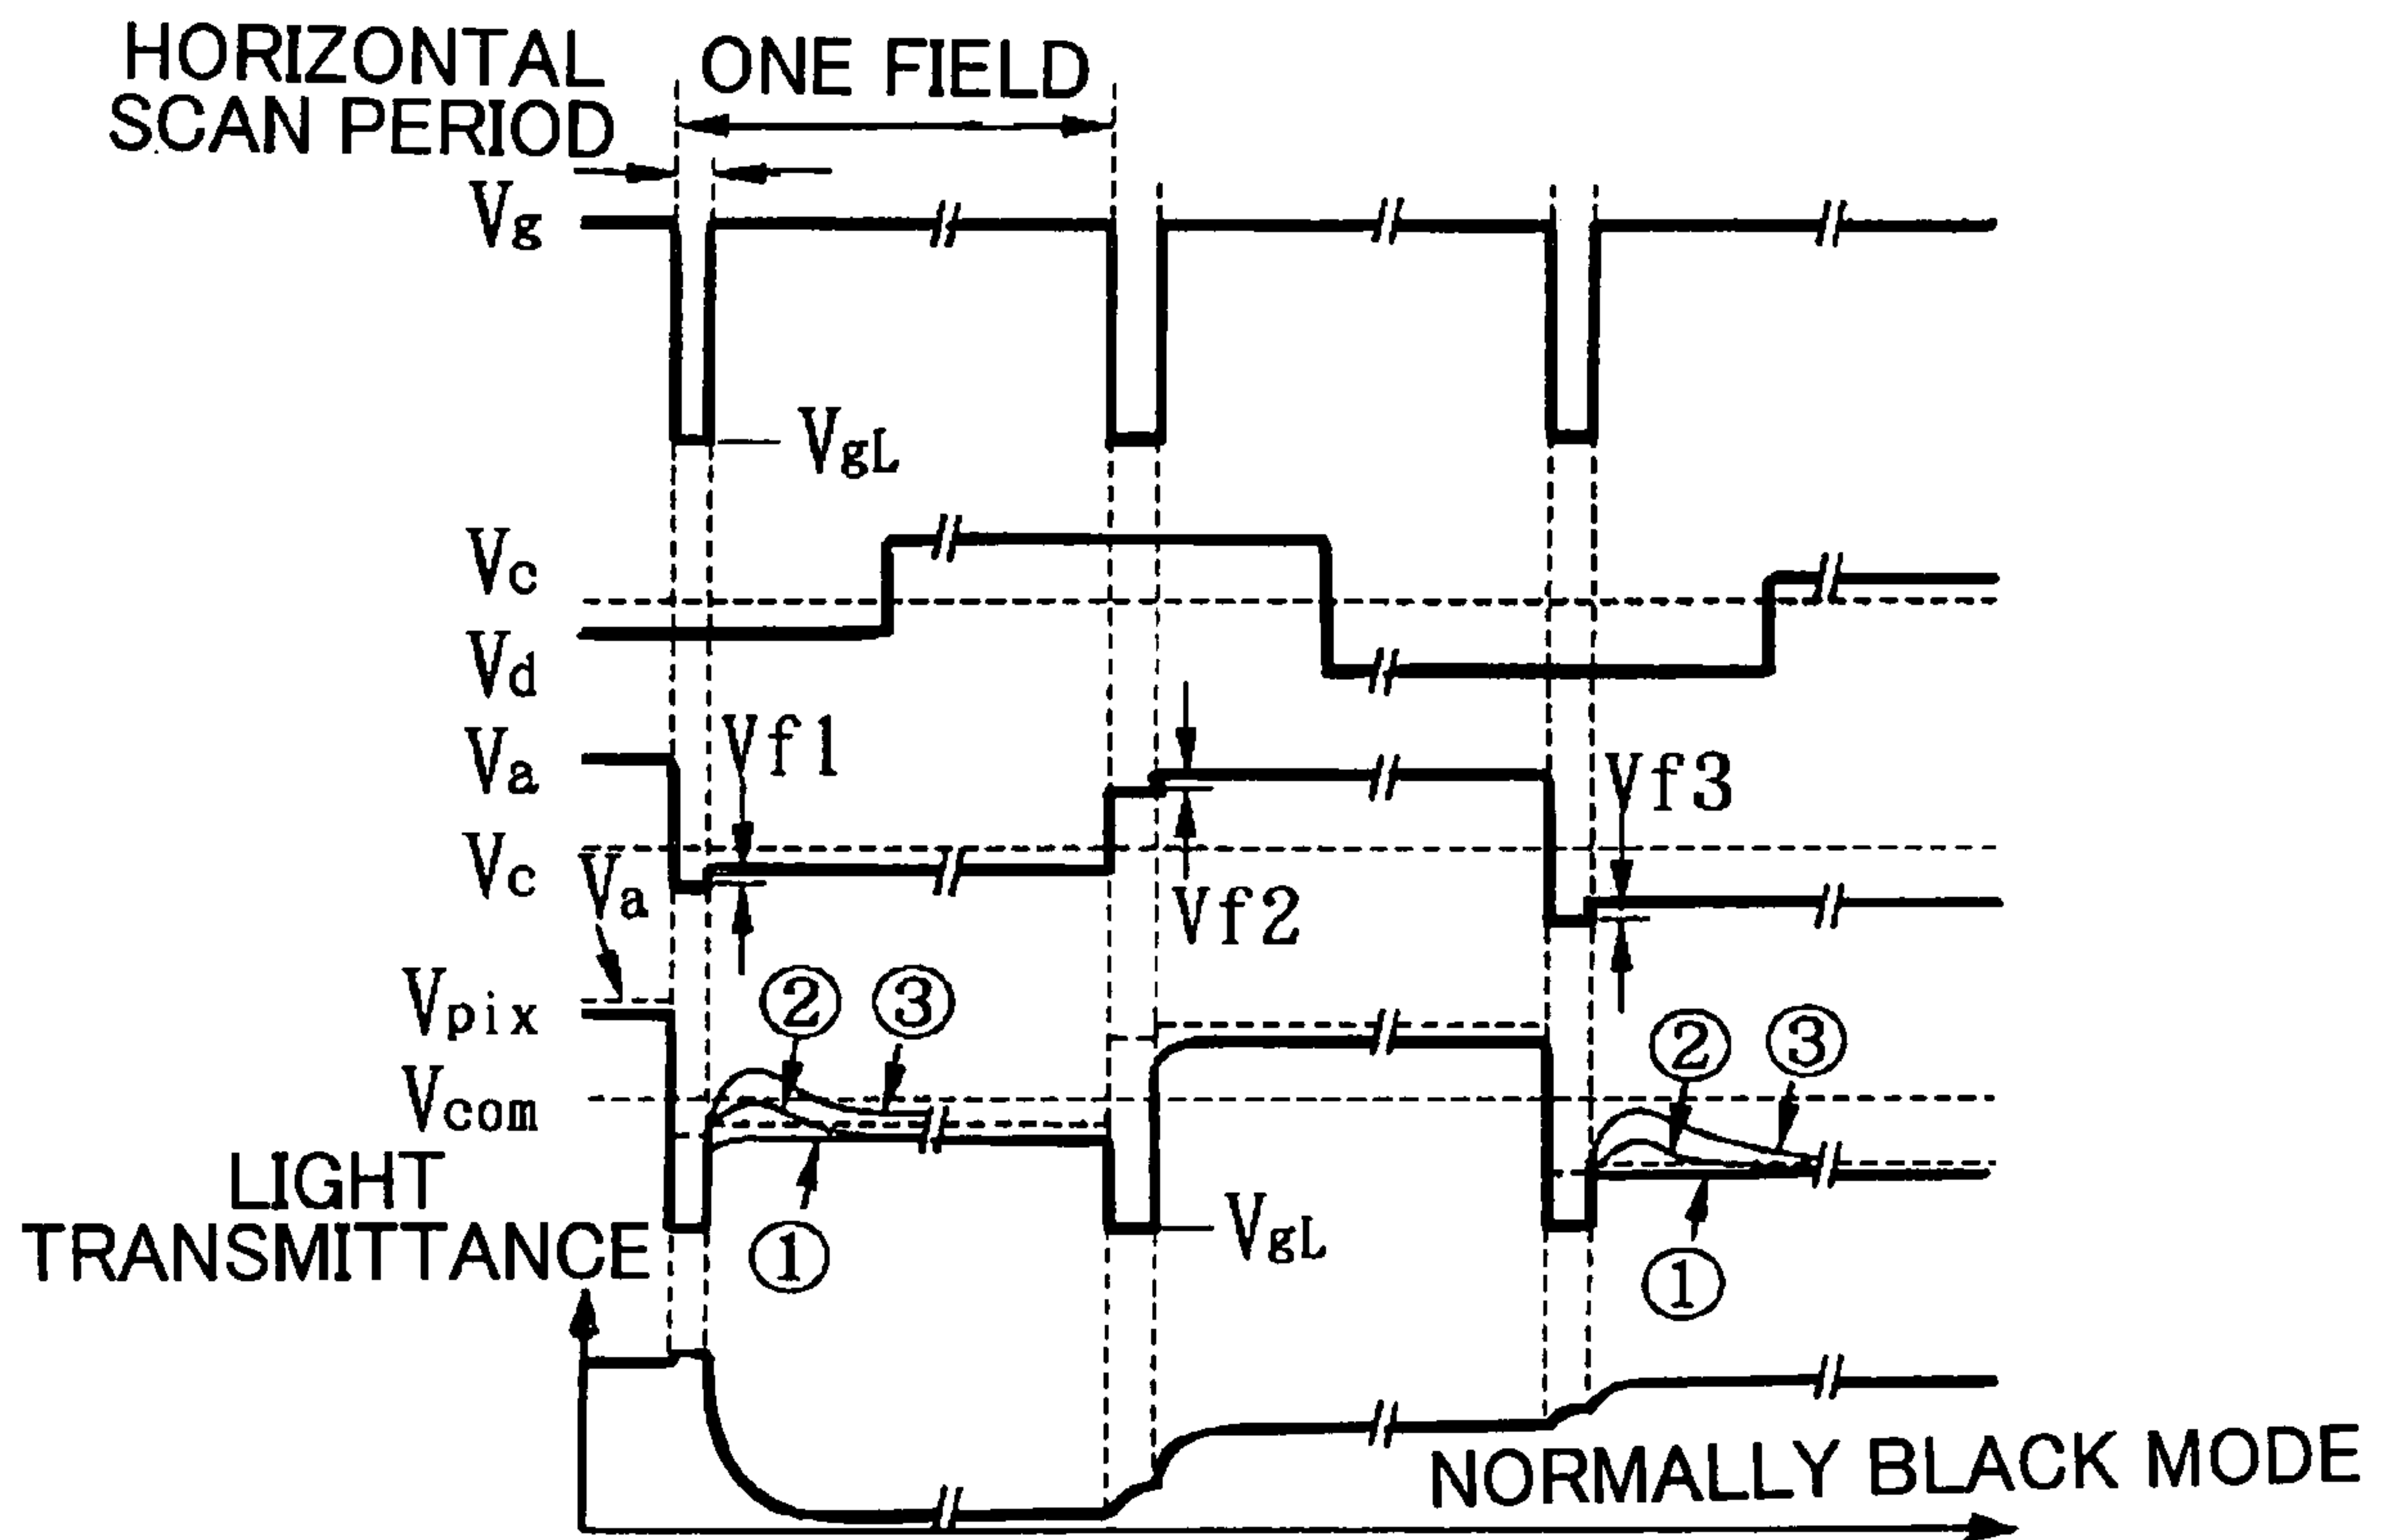 HORIZONTAL
SCAN PERIOD
ONE FIELD
Vg
VgL
Vc
Vd
Va
Vf1
Vf3
Vc
Va
Vf2
Vpix
② ③
② ③
Vcom
LIGHT
TRANSMITTANCE
①
VgL
①
NORMALLY BLACK MODE